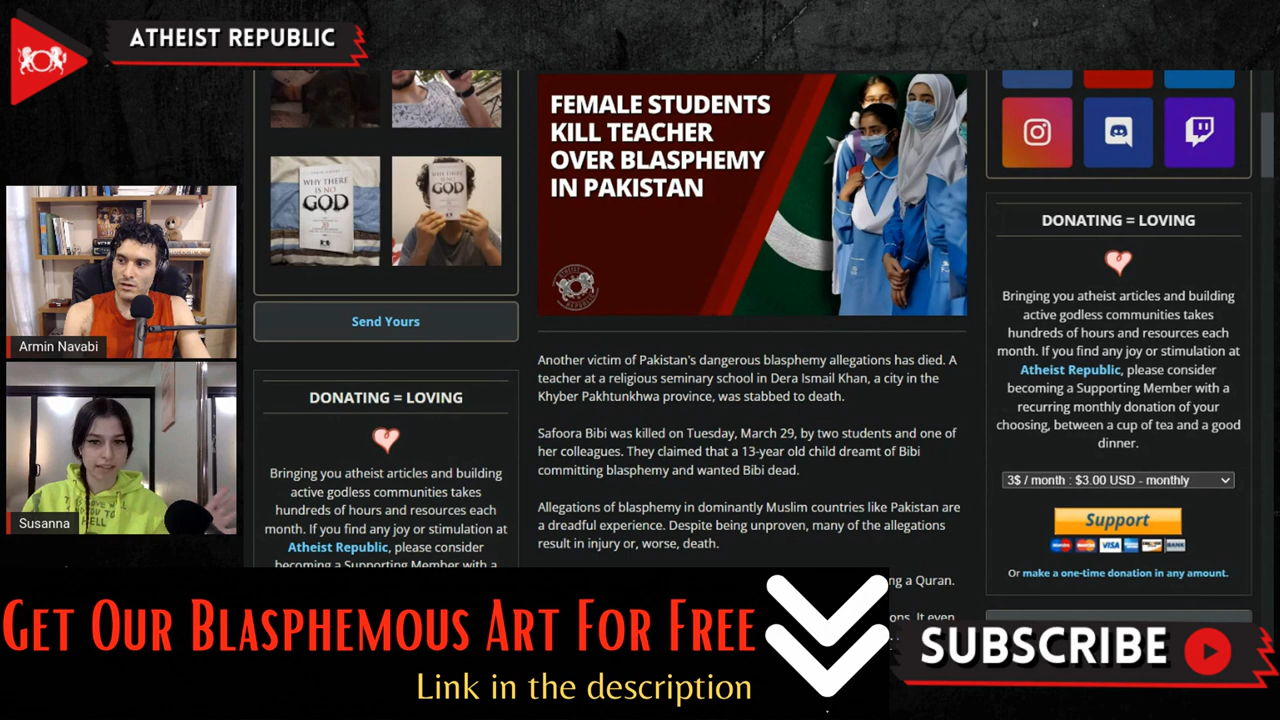 ATHEIST REPUBLIC
FEMALE STUDENTS
KILL TEACHER
OVER BLASPHEMY
IN PAKISTAN
WHY THERE
IS NO
GOD
WHY THERE
IS NO
GOD
Send Yours
DONATING = LOVING
Bringing you atheist articles and building
active godless communities takes
hundreds of hours and resources each
month. If you find any joy or stimulation at
Atheist Republic, please consider
becoming a Supporting Member with a
Another victim of Pakistan's dangerous blasphemy allegations has died. A
teacher at a religious seminary school in Dera Ismail Khan, a city in the
Khyber Pakhtunkhwa province, was stabbed to death.
Safoora Bibi was killed on Tuesday, March 29, by two students and one of
her colleagues. They claimed that a 13-year old child dreamt of Bibi
committing blasphemy and wanted Bibi dead.
Allegations of blasphemy in dominantly Muslim countries like Pakistan are
a dreadful experience. Despite being unproven, many of the allegations
result in injury or, worse, death.
ng a Quran.
ons. It even
DONATING = LOVING
Bringing you atheist articles and building
active godless communities takes
hundreds of hours and resources each
month. If you find any joy or stimulation at
Atheist Republic, please consider
becoming a Supporting Member with a
recurring monthly donation of your
choosing, between a cup of tea and a good
dinner.
3$ / month : $3.00 USD - monthly
Support
VISA
BANK
Or make a one-time donation in any amount.
Armin Navabi
Susanna
GET OUR BLASPHEMOUS ART FOR FREE
Link in the description
SUBSCRIBE